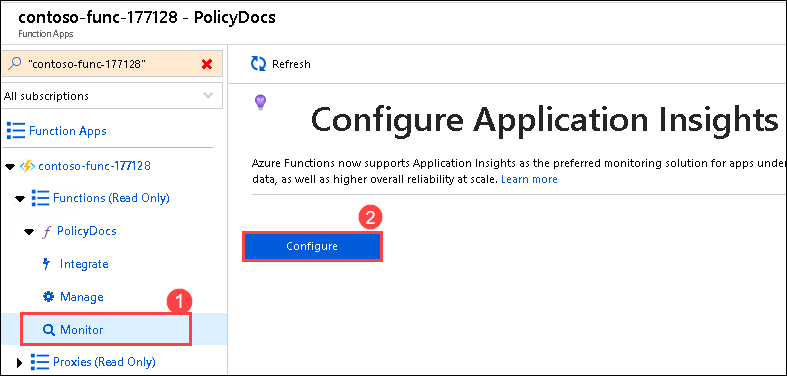 contoso-func-177128 - PolicyDocs
Function Apps
"contoso-func-177128"
All subscriptions
Function Apps
contoso-func-177128
Functions (Read Only)
PolicyDocs
Integrate
Manage
1
Monitor
Proxies (Read Only)
Refresh
Configure Application Insights
Azure Functions now supports Application Insights as the preferred monitoring solution for apps unde
data, as well as higher overall reliability at scale. Learn more
2
Configure